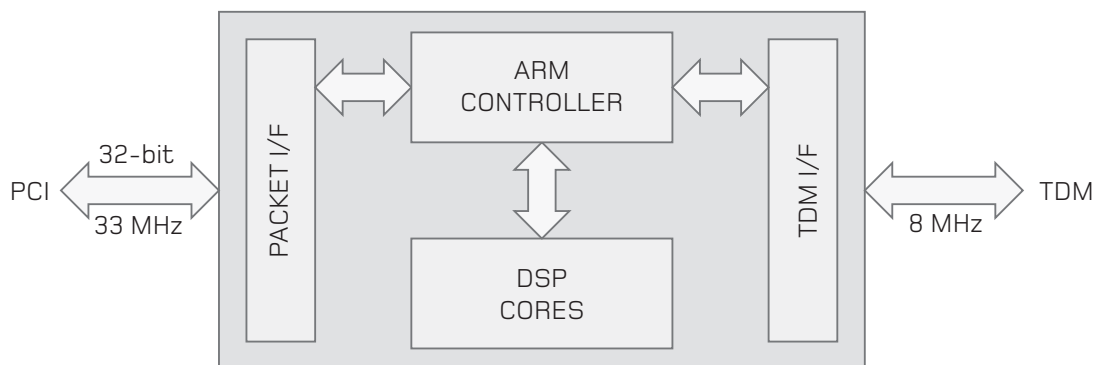 ARM
CONTROLLER
PACKET I/F
TDM I/F
32-bit
PCI
33 MHz
TDM
8 MHz
DSP
CORES